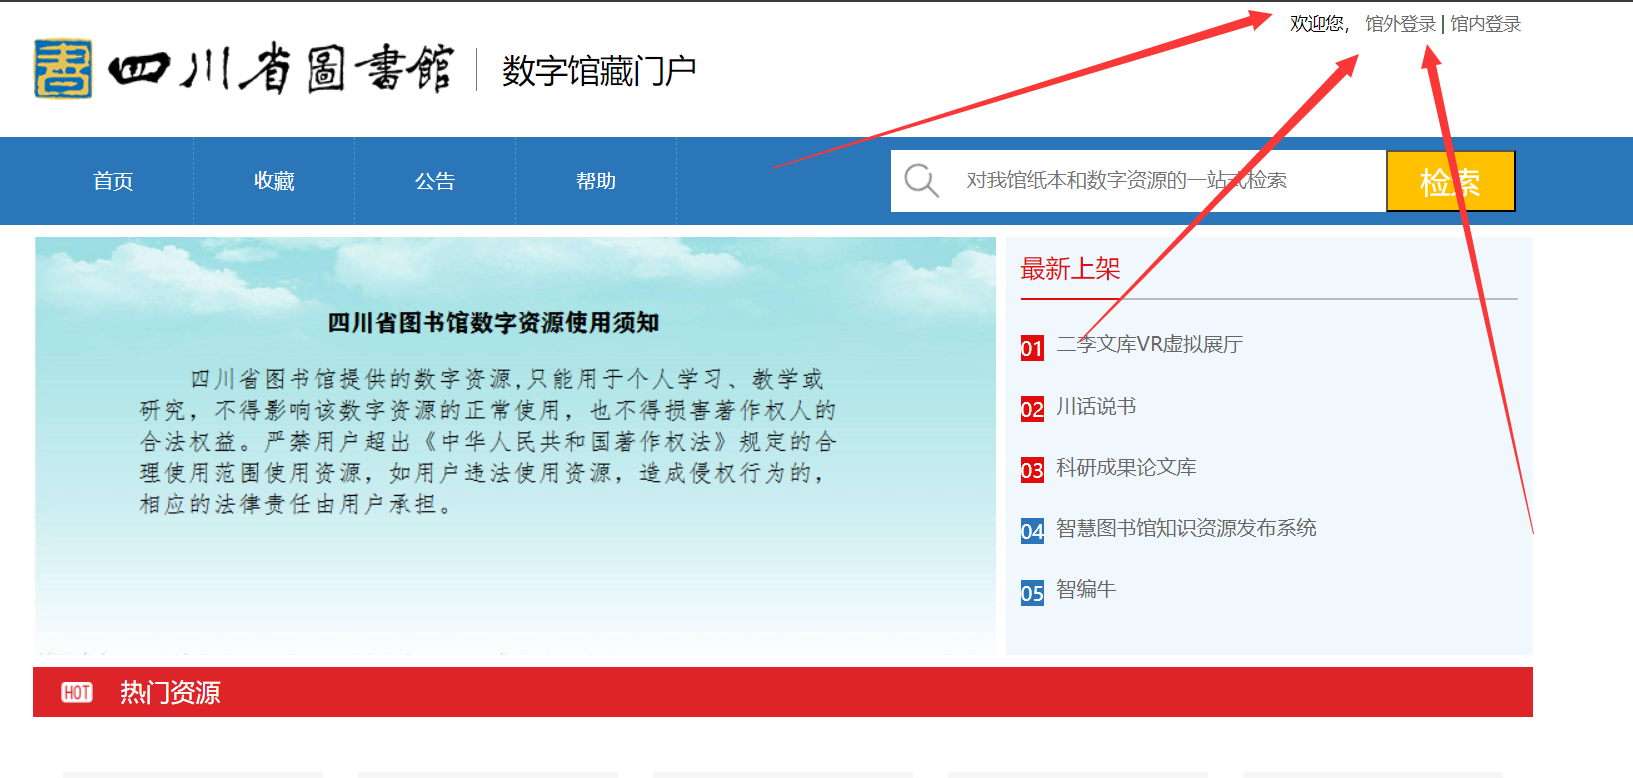 欢迎您， 馆外登录 | 馆内登录
書 四川省圖書館 数字馆藏门户
首页 收藏 公告 帮助 对我馆纸本和数字资源的一站式检索 检索
四川省图书馆数字资源使用须知
四川省图书馆提供的数字资源,只能用于个人学习、教学或
研究，不得影响该数字资源的正常使用，也不得损害著作权人的
合法权益。严禁用户超出《中华人民共和国著作权法》规定的合
理使用范围使用资源，如用户违法使用资源，造成侵权行为的，
相应的法律责任由用户承担。
最新上架
01 二李文库VR虚拟展厅
02 川话说书
03 科研成果论文库
04 智慧图书馆知识资源发布系统
05 智编牛
HOT 热门资源